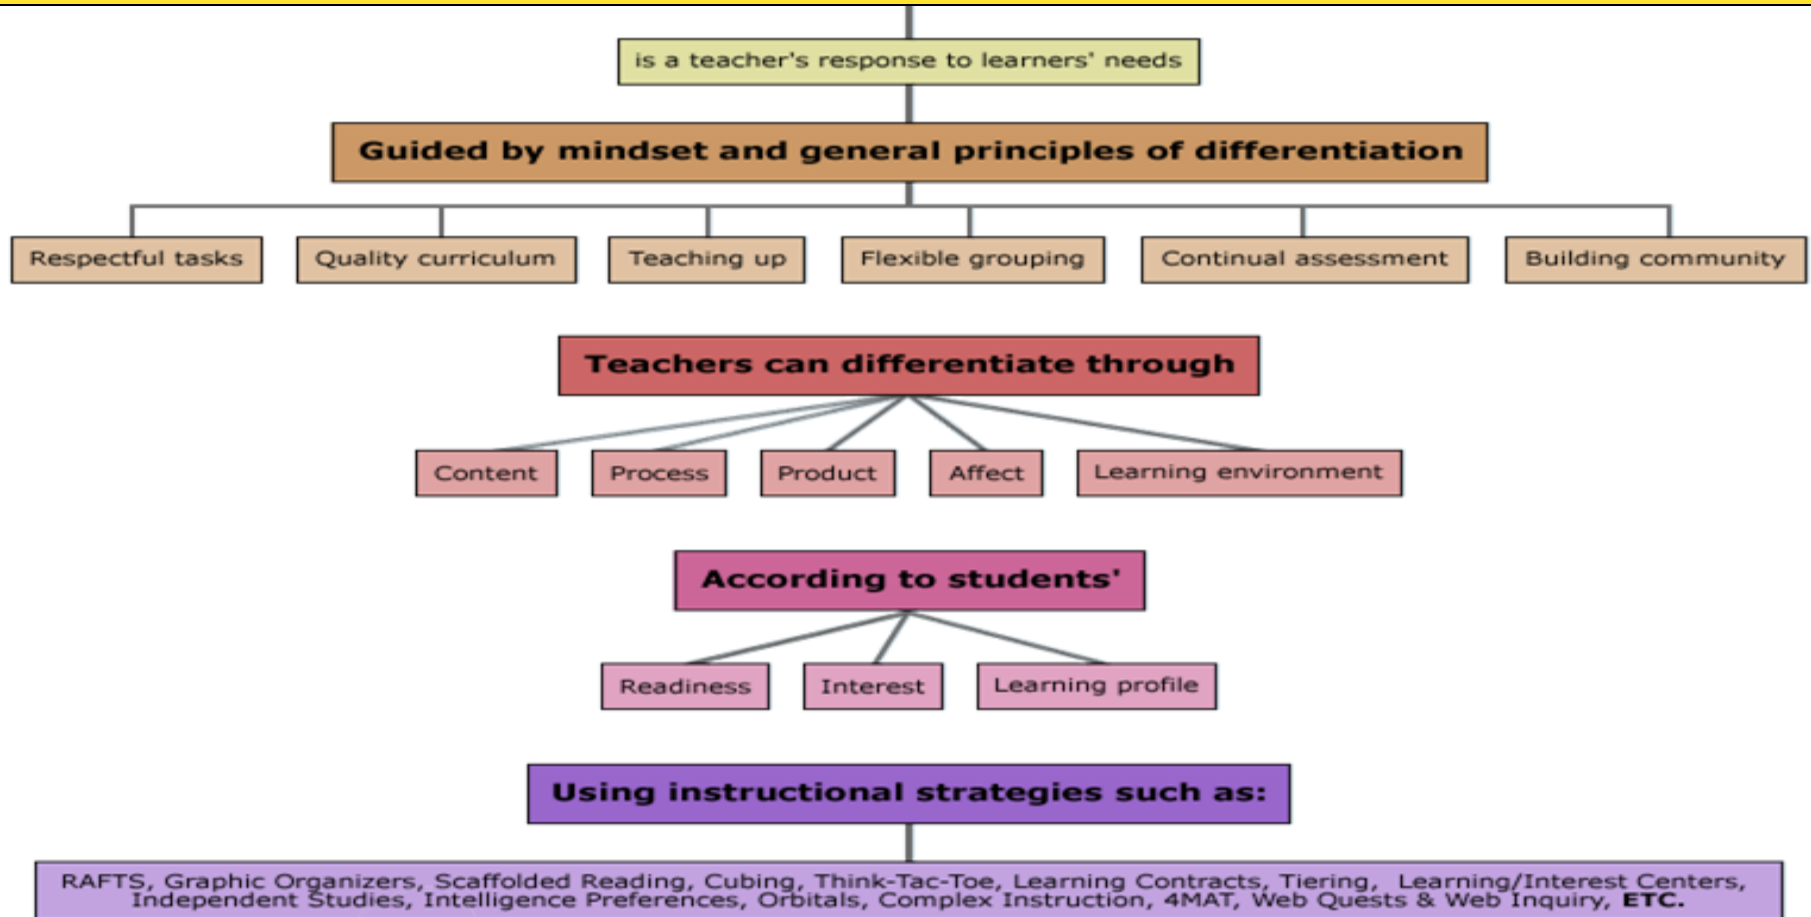 is a teacher's response to learners' needs
Guided by mindset and general principles of differentiation
Respectful tasks
Quality curriculum
Teaching up
Flexible grouping
Continual assessment
Building community
Teachers can differentiate through
Content
Process
Product
Affect
Learning environment
According to students'
Readiness
Interest
Learning profile
Using instructional strategies such as:
RAFTS, Graphic Organizers, Scaffolded Reading, Cubing, Think-Tac-Toe, Learning Contracts, Tiering, Learning/Interest Centers,
Independent Studies, Intelligence Preferences, Orbitals, Complex Instruction, 4MAT, Web Quests & Web Inquiry, ETC.